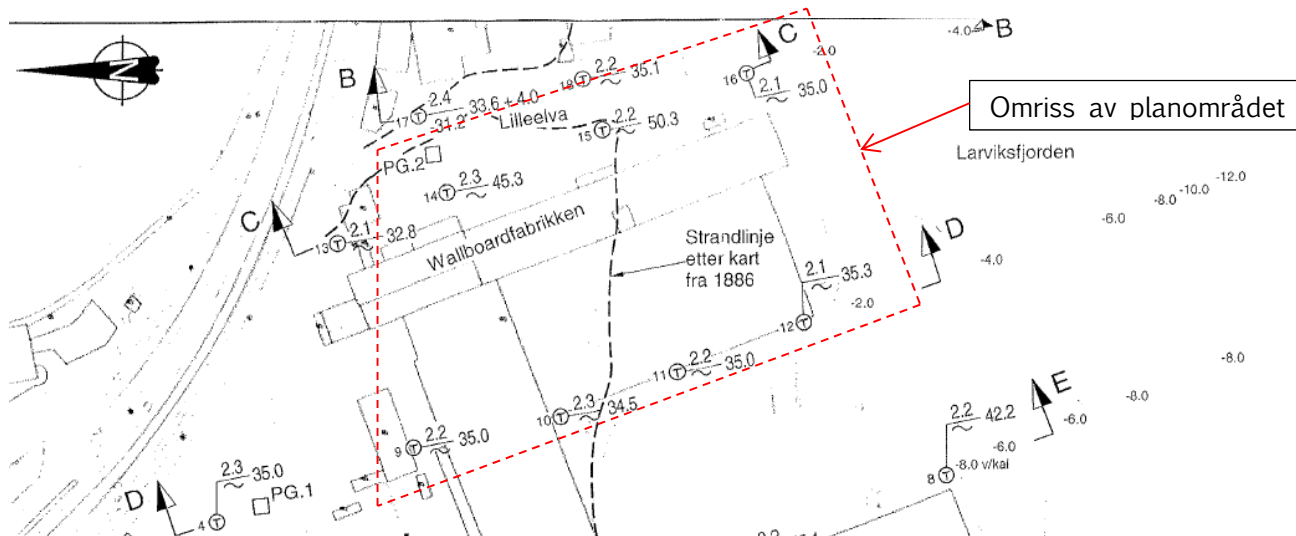 -4.0
B
N
B
C
-2.0
18 2.2 35.1
16
2.1 35.0
17 2.4 33.6 + 4.0
31.2
Lilleelva
15 2.2 50.3
Omriss av planområdet
Larviksfjorden
PG.2
14 2.3 45.3
-12.0
-10.0
-8.0
-6.0
C
13 2.1 32.8
Wallboardfabrikken
Strandlinje
etter kart
fra 1886
D
-4.0
2.1 35.3
-2.0
12
11 2.2 35.0
-8.0
E
-8.0
-6.0
10 2.3 34.5
2.2 42.2
-6.0
9 2.2 35.0
8 -8.0 v/kai
2.3 35.0
D
PG.1
4
2.2